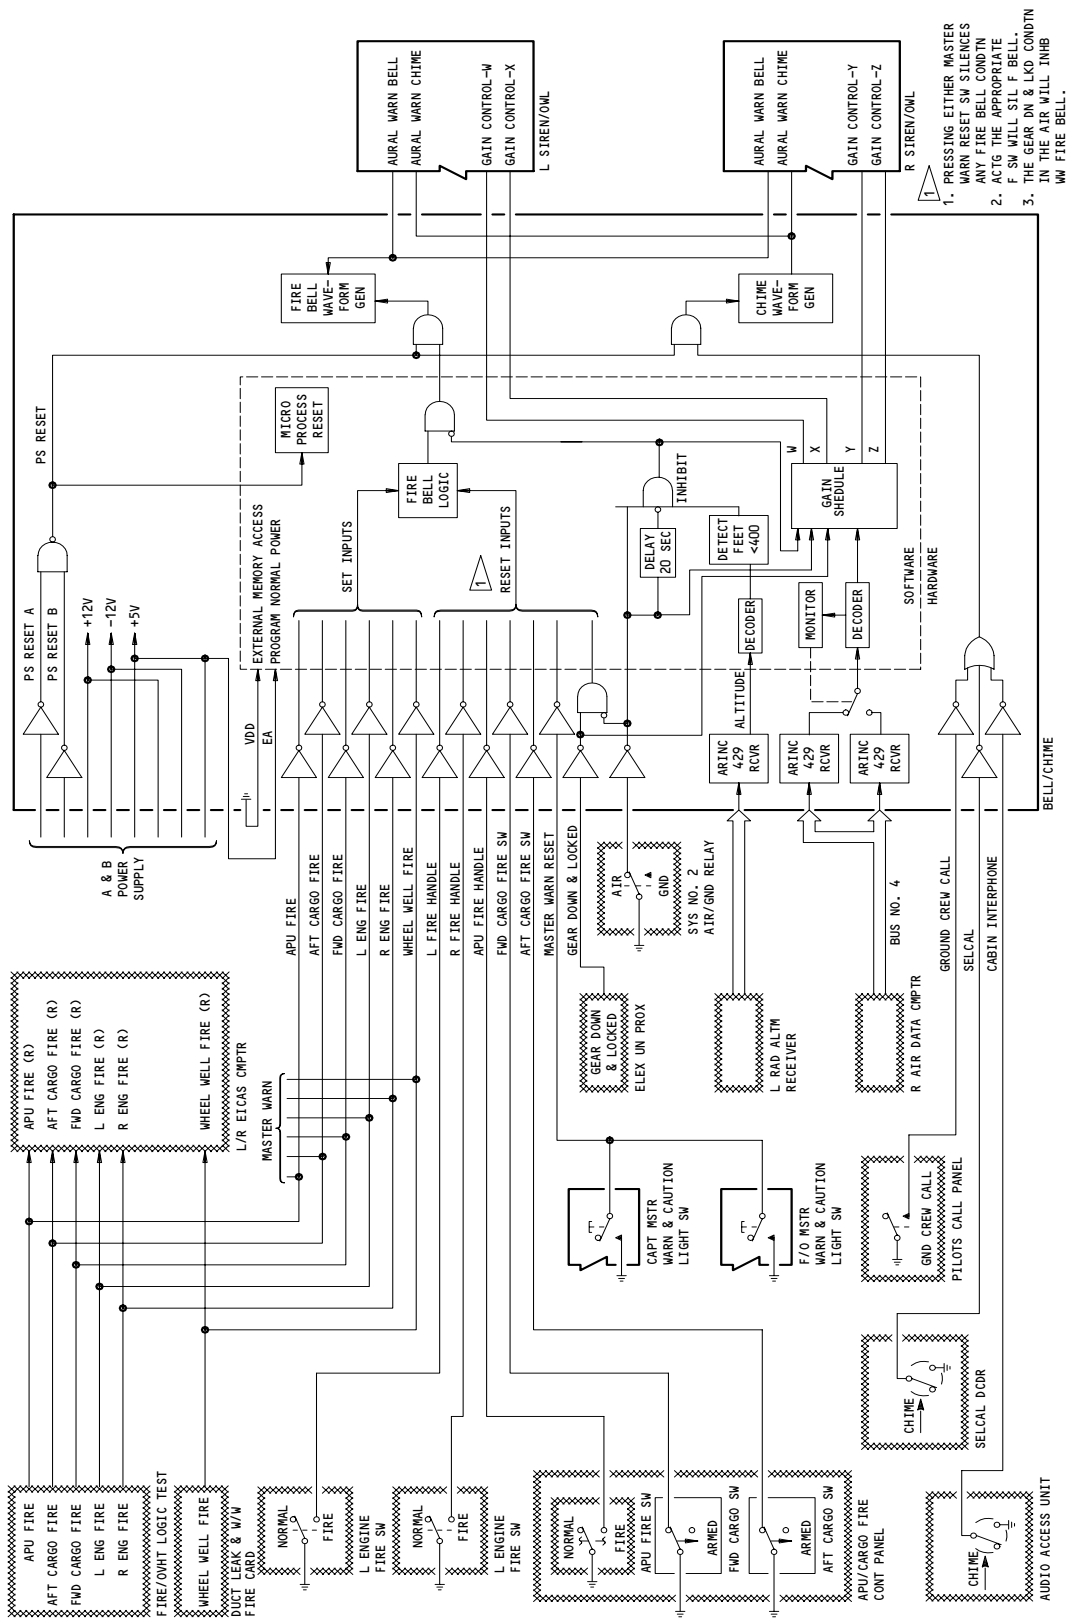 APU FIRE
AFT CARGO FIRE
FWD CARGO FIRE
L ENG FIRE
R ENG FIRE
FIRE/OVHT LOGIC TEST
WHEEL WELL FIRE
DUCT LEAK & W/W
FIRE CARD
NORMAL
FIRE
L ENGINE
FIRE SW
NORMAL
FIRE
L ENGINE
FIRE SW
NORMAL
FIRE
APU FIRE SW
ARMED
FWD CARGO SW
ARMED
AFT CARGO SW
APU/CARGO FIRE
CONT PANEL
CHIME
AUDIO ACCESS UNIT
CHIME
SELCAL DCDR
APU FIRE (R)
AFT CARGO FIRE (R)
FWD CARGO FIRE (R)
L ENG FIRE (R)
R ENG FIRE (R)
WHEEL WELL FIRE (R)
L/R EICAS CMPTR
MASTER WARN
CAPT MSTR
WARN & CAUTION
LIGHT SW
F/O MSTR
WARN & CAUTION
LIGHT SW
GND CREW CALL
PILOTS CALL PANEL
GEAR DOWN
& LOCKED
ELEX UN PROX
L RAD ALTM
RECEIVER
R AIR DATA CMPTR
A & B
POWER
SUPPLY
APU FIRE
AFT CARGO FIRE
FWD CARGO FIRE
L ENG FIRE
R ENG FIRE
WHEEL WELL FIRE
L FIRE HANDLE
R FIRE HANDLE
APU FIRE HANDLE
FWD CARGO FIRE SW
AFT CARGO FIRE SW
MASTER WARN RESET
GEAR DOWN & LOCKED
AIR
GND
SYS NO. 2
AIR/GND RELAY
BUS NO. 4
GROUND CREW CALL
SELCAL
CABIN INTERPHONE
PS RESET A
PS RESET B
+12V
-12V
+5V
VDD
EA
EXTERNAL MEMORY ACCESS
PROGRAM NORMAL POWER
ARINC
429
RCVR
ALTITUDE
ARINC
429
RCVR
ARINC
429
RCVR
BELL/CHIME
PS RESET
MICRO
PROCESS
RESET
SET INPUTS
FIRE
BELL
LOGIC
1
RESET INPUTS
DELAY
20 SEC
INHIBIT
DETECT
FEET
<400
DECODER
MONITOR
DECODER
W
X
Y
Z
GAIN
SHEDULE
SOFTWARE
HARDWARE
FIRE
BELL
WAVE-
FORM
GEN
CHIME
WAVE-
FORM
GEN
AURAL WARN BELL
AURAL WARN CHIME
GAIN CONTROL-W
GAIN CONTROL-X
L SIREN/OWL
AURAL WARN BELL
AURAL WARN CHIME
GAIN CONTROL-Y
GAIN CONTROL-Z
R SIREN/OWL
1
1. PRESSING EITHER MASTER
WARN RESET SW SILENCES
ANY FIRE BELL CONDTN
2. ACTG THE APPROPRIATE
F SW WILL SIL F BELL.
3. THE GEAR DN & LKD CONDTN
IN THE AIR WILL INHB
WW FIRE BELL.